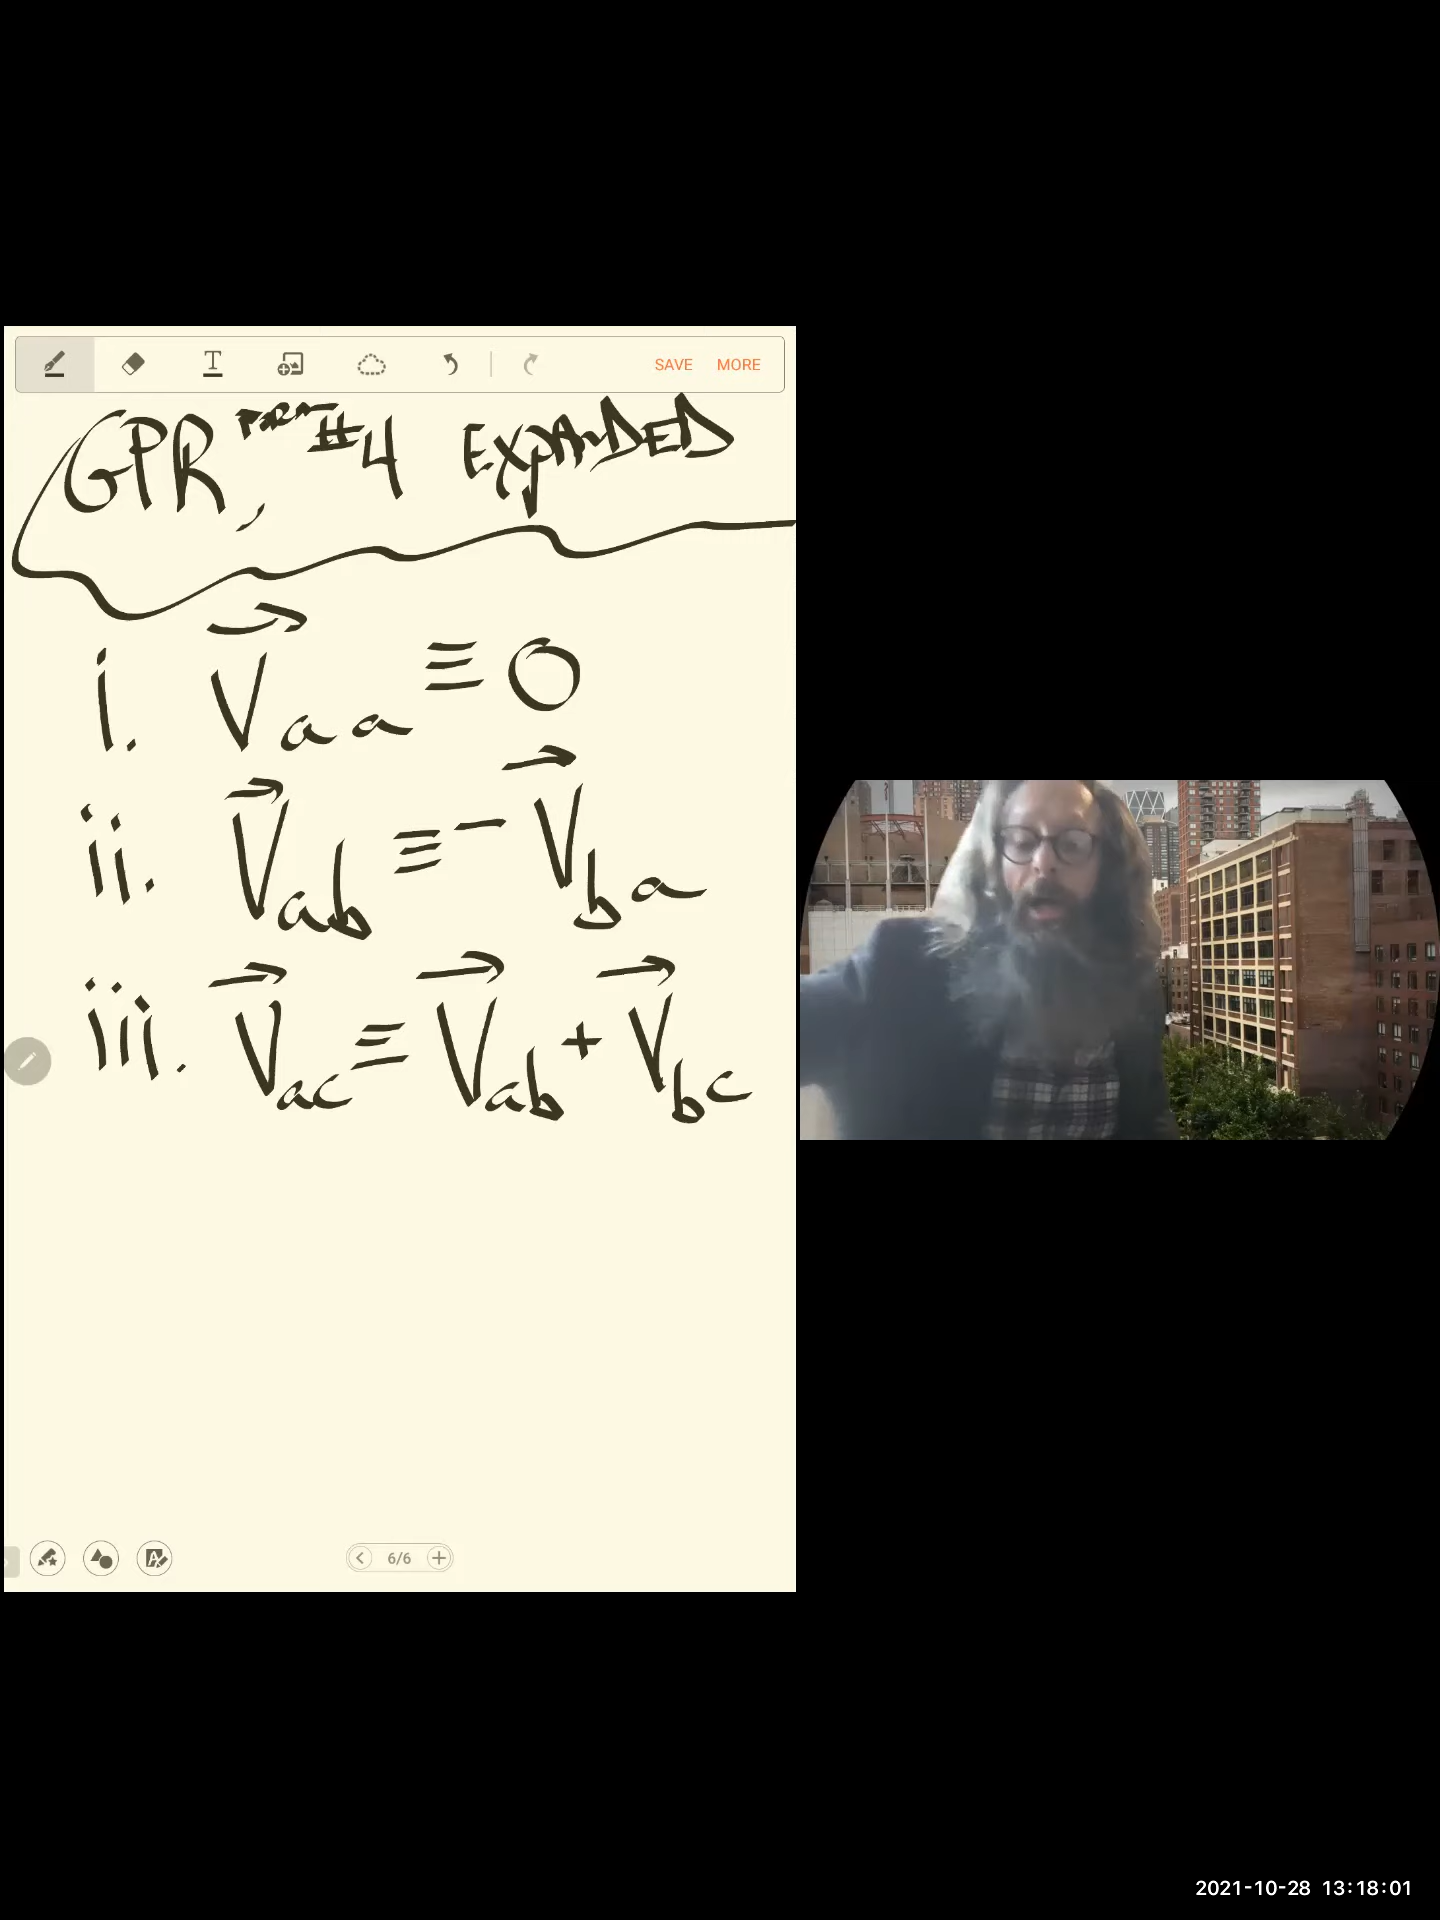 T
SAVE MORE
GPR, FORM #4 EXPANDED
i. V⃗aa ≡ 0
ii. V⃗ab ≡ - V⃗ba
iii. V⃗ac ≡ V⃗ab + V⃗bc
6/6
2021-10-28 13:18:01